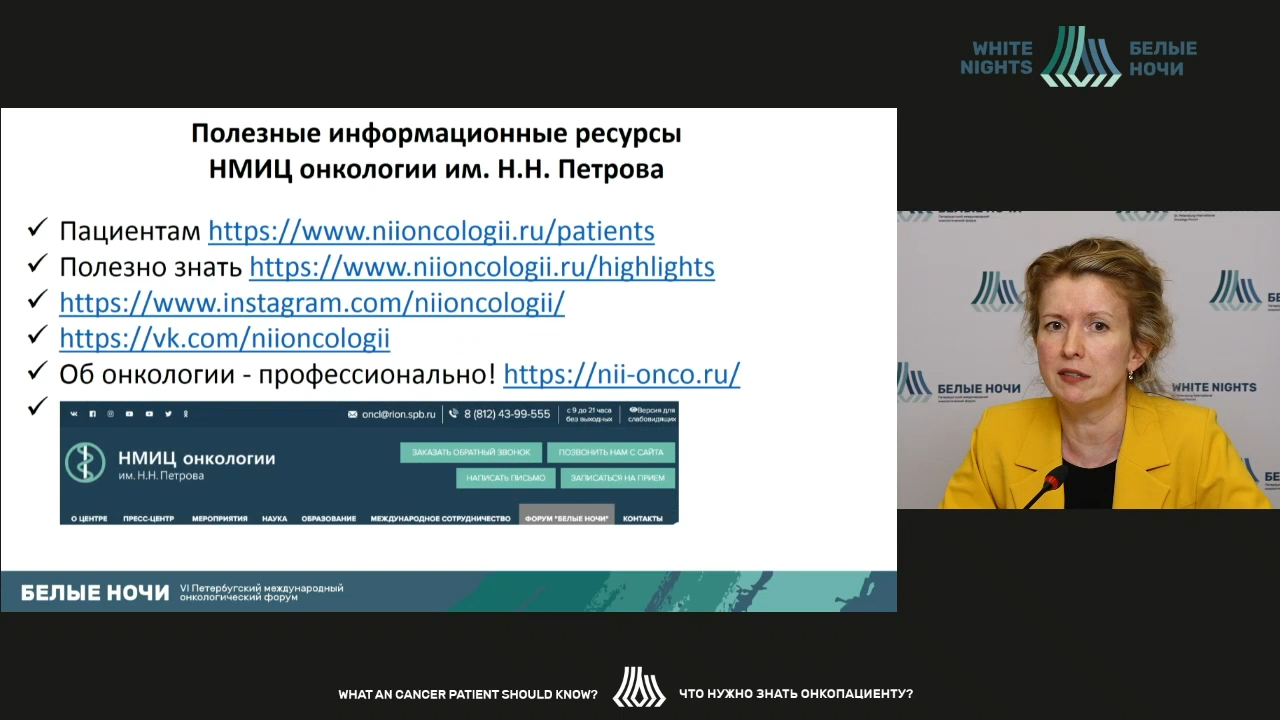 WHITE NIGHTS
БЕЛЫЕ НОЧИ
Полезные информационные ресурсы
НМИЦ онкологии им. Н.Н. Петрова
Пациентам https://www.niioncologii.ru/patients
Полезно знать https://www.niioncologii.ru/highlights
https://www.instagram.com/niioncologii/
https://vk.com/niioncologii
Об онкологии - профессионально! https://nii-onco.ru/
oncl@rion.spb.ru 8 (812) 43-99-555 с 9 до 21 часа без выходных Версия для слабовидящих
НМИЦ онкологии
им. Н.Н. Петрова
ЗАКАЗАТЬ ОБРАТНЫЙ ЗВОНОК ПОЗВОНИТЬ НАМ С САЙТА
НАПИСАТЬ ПИСЬМО ЗАПИСАТЬСЯ НА ПРИЕМ
О ЦЕНТРЕ ПРЕСС-ЦЕНТР МЕРОПРИЯТИЯ НАУКА ОБРАЗОВАНИЕ МЕЖДУНАРОДНОЕ СОТРУДНИЧЕСТВО ФОРУМ "БЕЛЫЕ НОЧИ" КОНТАКТЫ
БЕЛЫЕ НОЧИ VI Петербугский международный
онкологический форум
БЕЛЫЕ НОЧИ
WHITE NIGHTS
WHAT AN CANCER PATIENT SHOULD KNOW? ЧТО НУЖНО ЗНАТЬ ОНКОПАЦИЕНТУ?